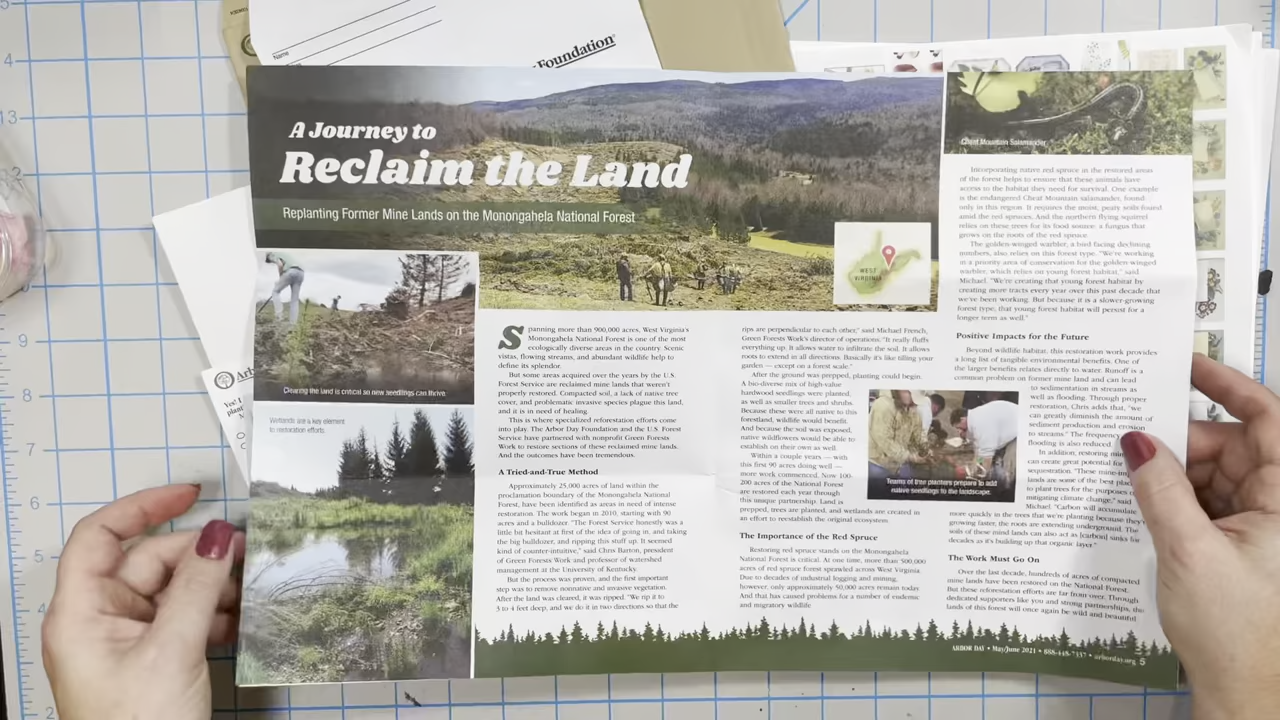 Name
Foundation®
A Journey to
Reclaim the Land
Replanting Former Mine Lands on the Monongahela National Forest
WEST
VIRGINIA
Clearing the land is critical so new seedlings can thrive.
Wetlands are a key element
to restoration efforts.
Spanning more than 900,000 acres, West Virginia's
Monongahela National Forest is one of the most
ecologically diverse areas in the country. Scenic
vistas, flowing streams, and abundant wildlife help to
define its splendor.
But some areas acquired over the years by the U.S.
Forest Service are reclaimed mine lands that weren't
properly reforested. Compacted soil, a lack of native tree
cover, and problematic invasive species plague this land,
and it is in need of healing.
This is where specialized reforestation efforts come
into play. The Arbor Day Foundation and the U.S. Forest
Service have partnered with nonprofit Green Forests
Work to restore sections of these reclaimed mine lands.
And the outcomes have been tremendous.
A Tried-and-True Method
Approximately 25,000 acres of land within the
proclamation boundary of the Monongahela National
Forest, have been identified as areas in need of intense
restoration. The work began in 2010, starting with 90
acres and a bulldozer. "The Forest Service honestly was a
little bit hesitant at first of the idea of going in, and taking
the big bulldozer, and ripping this stuff up. It seemed
kind of counter-intuitive," said Chris Barton, president
of Green Forests Work and professor of watershed
management at the University of Kentucky.
But the process was proven, and the first important
step was to remove nonnative and invasive vegetation.
After the land was cleared, it was ripped. "We rip it to
3 to 4 feet deep, and we do it in two directions so that the
rips are perpendicular to each other," said Michael French,
Green Forests Work's director of operations. "It really fluffs
everything up. It allows water to infiltrate the soil. It allows
roots to extend in all directions. Basically it's like tilling your
garden — except on a forest scale."
After the ground was prepped, planting could begin.
A bio-diverse mix of high-value
hardwood seedlings were planted,
as well as smaller trees and shrubs.
Because these were all native to this
forestland, wildlife would benefit.
And because the soil was exposed,
native wildflowers would be able to
establish on their own as well.
Within a couple years — with
this first 90 acres doing well —
more work commenced. Now 100-
200 acres of the National Forest
are restored each year through
this unique partnership. Land is
prepped, trees are planted, and wetlands are created in
an effort to reestablish the original ecosystem.
Teams of tree planters prepare to add
native seedlings to the landscape.
The Importance of the Red Spruce
Restoring red spruce stands on the Monongahela
National Forest is critical. At one time, more than 500,000
acres of red spruce forest sprawled across West Virginia.
Due to decades of industrial logging and mining,
however, only approximately 50,000 acres remain today.
And that has caused problems for a number of endemic
and migratory wildlife.
Cheat Mountain Salamander
Incorporating native red spruce in the restored areas
of the forest helps to ensure that these animals have
access to the habitat they need for survival. One example
is the endangered Cheat Mountain salamander, found
only in this region. It requires the moist, peaty soils found
amid the red spruces. And the northern flying squirrel
relies on these trees for its food source: a fungus that
grows on the roots of the red spruce.
The golden-winged warbler, a bird facing declining
numbers, also relies on this forest type. "We're working
in a priority area of conservation for the golden-winged
warbler, which relies on young forest habitat," said
Michael. "We're creating that young forest habitat by
creating more tracts every year over this past decade that
we've been working. But because it is a slower-growing
forest type, that young forest habitat will persist for a
longer term as well."
Positive Impacts for the Future
Beyond wildlife habitat, this restoration work provides
a long list of tangible environmental benefits. One of
the larger benefits relates directly to water. Runoff is a
common problem on former mine land and can lead
to sedimentation in streams as
well as flooding. Through proper
restoration, Chris adds that, "we
can greatly diminish the amount of
sediment production and erosion
to streams." The frequency
flooding is also reduced.
In addition, restoring
can create great potential for
sequestration. "These
lands are some of the best
to plant trees for the purposes
mitigating climate change," said
Michael. "Carbon will accumulate
more quickly in the trees that we're planting because they
growing faster, the roots are extending underground. The
soils of these mine lands can also act as [carbon] sinks for
decades as it's building up that organic layer."
The Work Must Go On
Over the last decade, hundreds of acres of compacted
mine lands have been restored on the National Forest.
But these reforestation efforts are far from over. Through
dedicated supporters like you and strong partnerships, the
lands of this forest will once again be wild and beautiful
ARBOR DAY • May/June 2021 • 888-448-7337 • arborday.org 5
Yes! I